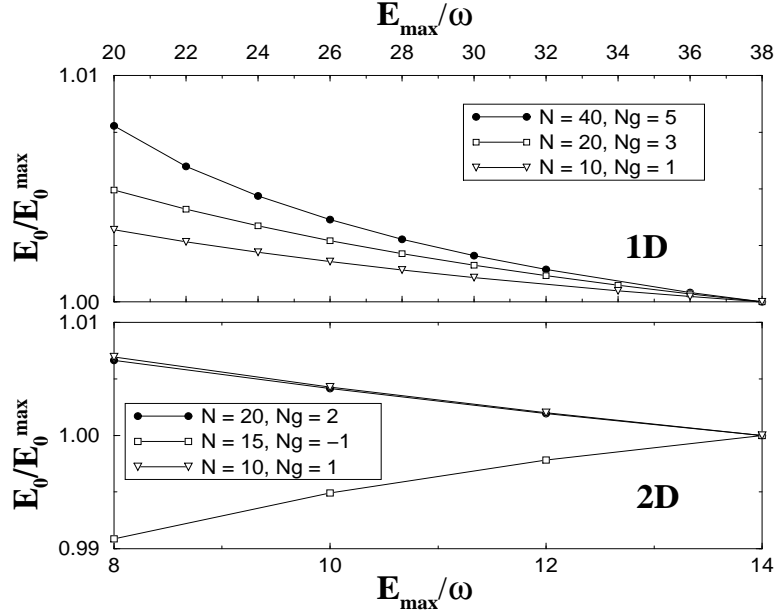 E_max/ω
20 22 24 26 28 30 32 34 36 38
1.01
N = 40, Ng = 5
N = 20, Ng = 3
N = 10, Ng = 1
E_0/E_0^max
1D
1.00
1.01
N = 20, Ng = 2
N = 15, Ng = −1
N = 10, Ng = 1
E_0/E_0^max
1.00
2D
0.99
8 10 12 14
E_max/ω